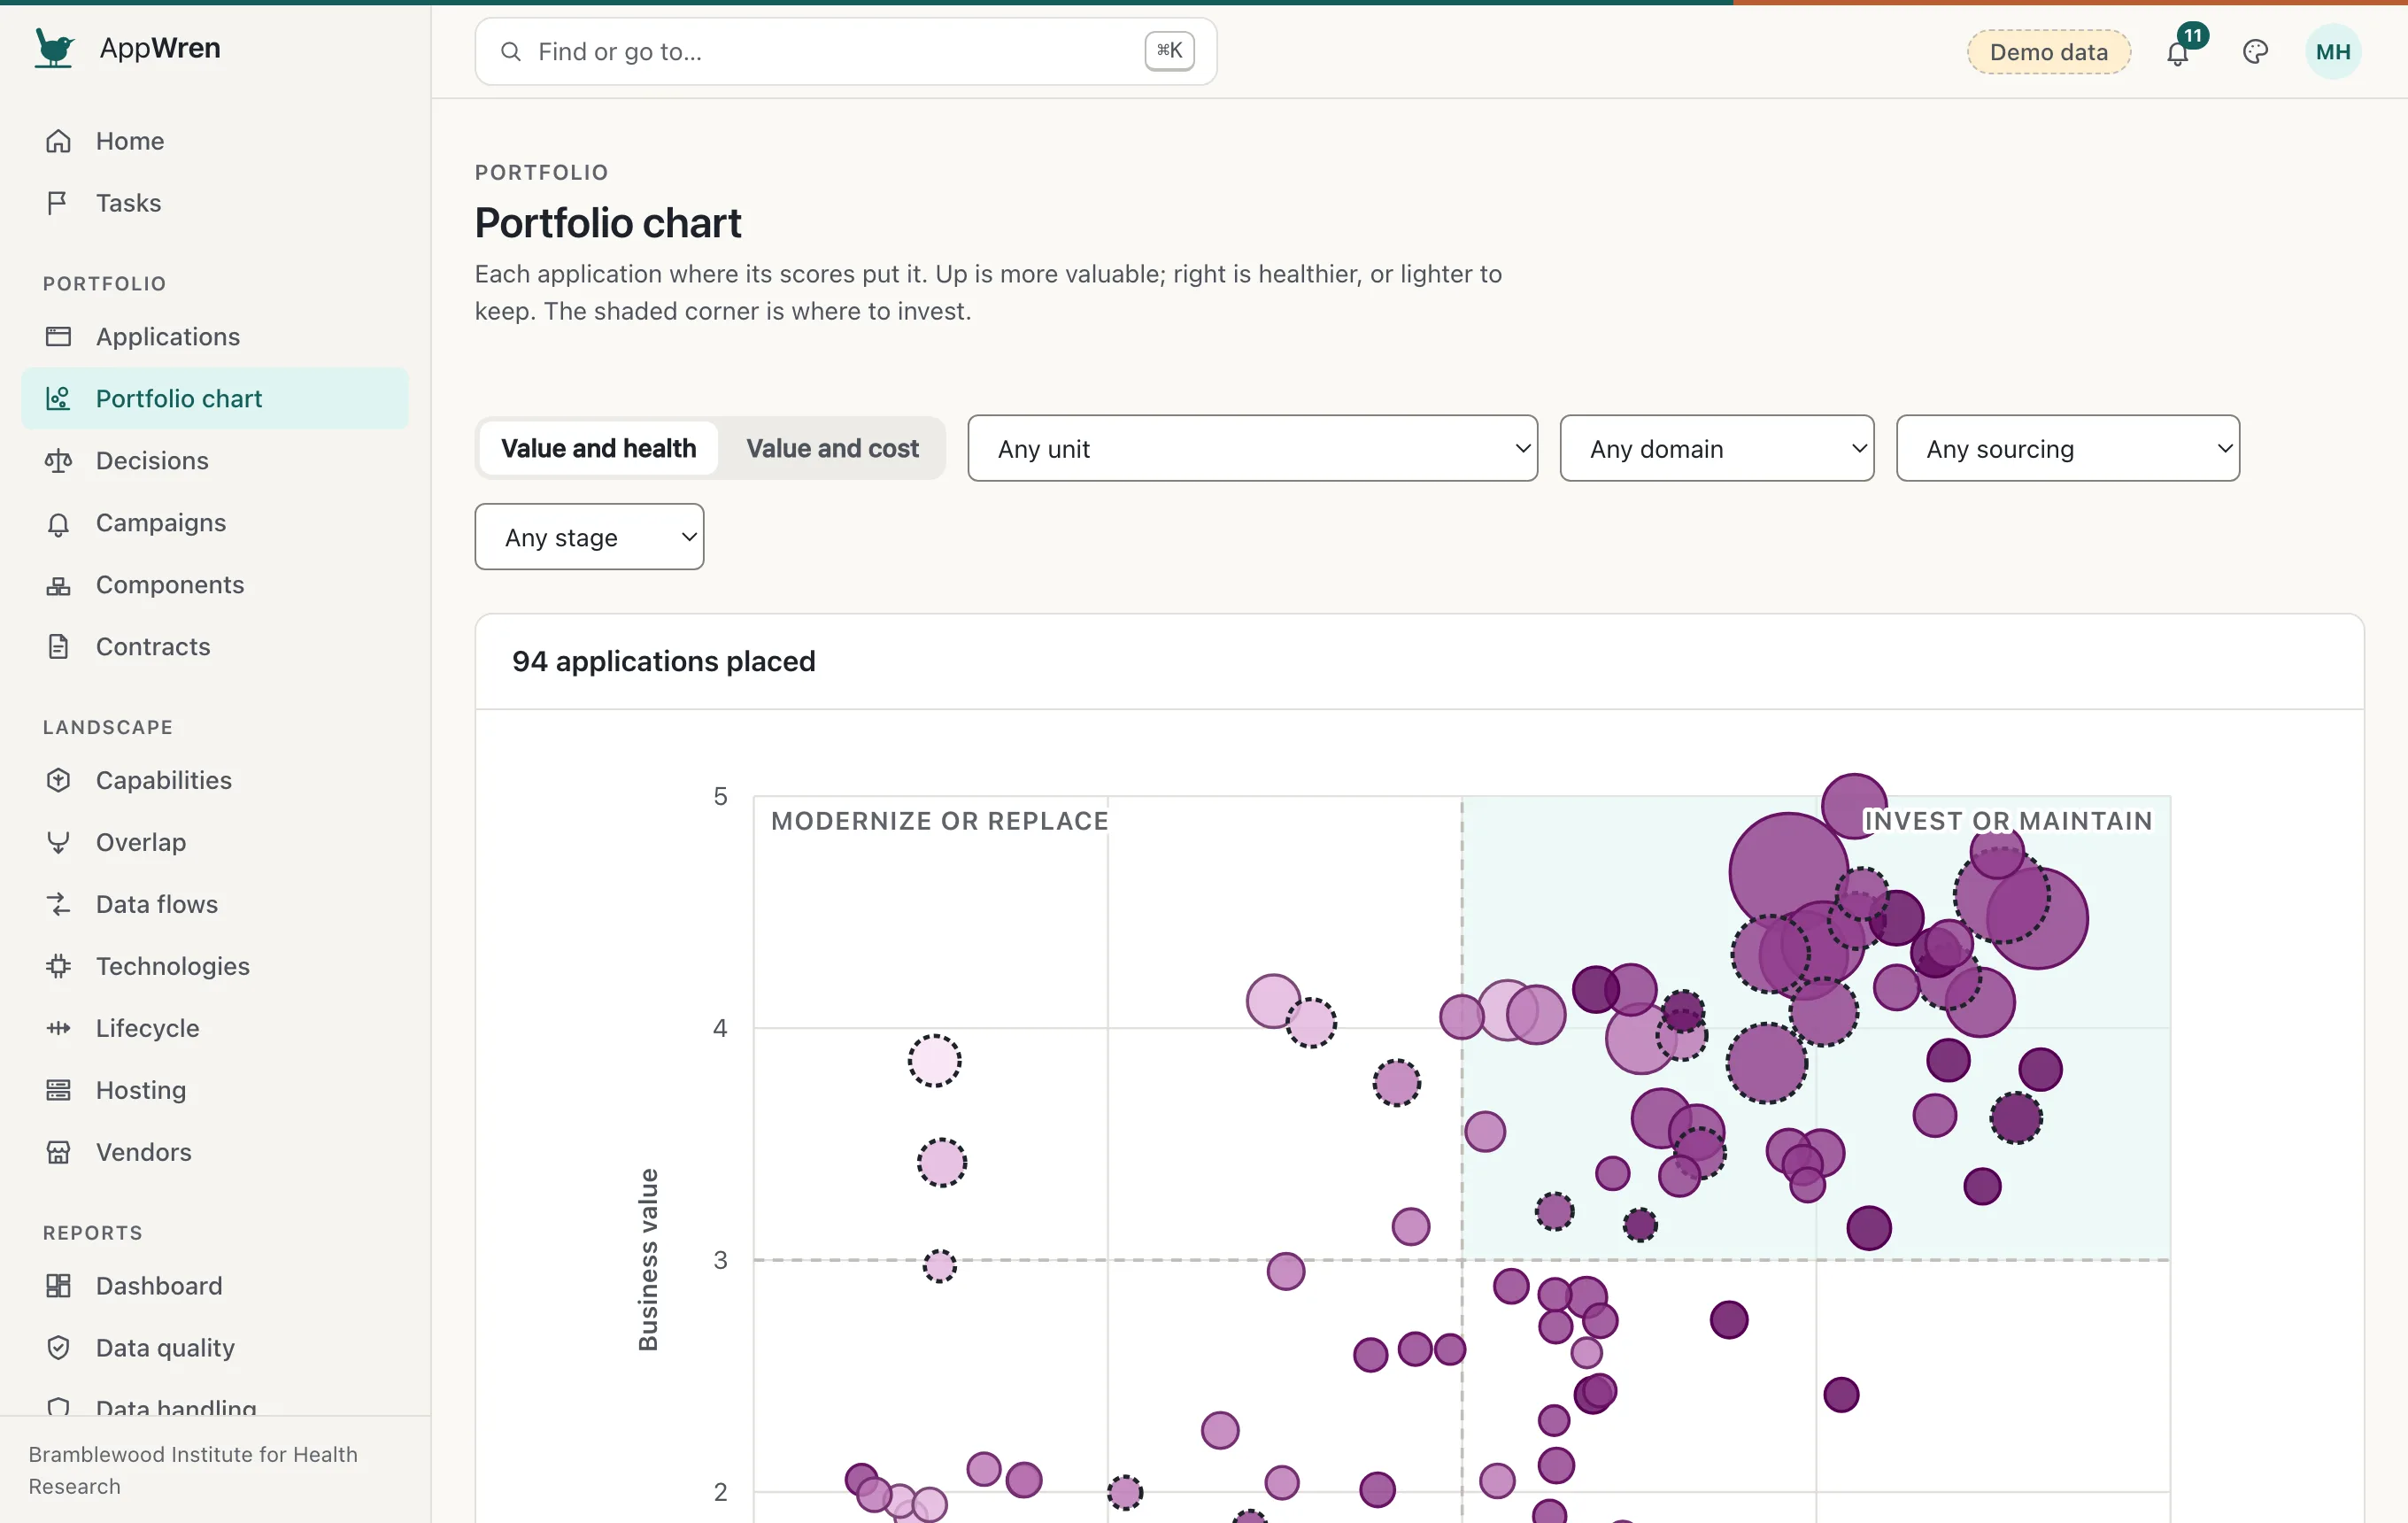 AppWren
Find or go to...
⌘K
Demo data
11
MH
Home
Tasks
PORTFOLIO
Applications
Portfolio chart
Decisions
Campaigns
Components
Contracts
LANDSCAPE
Capabilities
Overlap
Data flows
Technologies
Lifecycle
Hosting
Vendors
REPORTS
Dashboard
Data quality
Data handling
Bramblewood Institute for Health
Research
PORTFOLIO
Portfolio chart
Each application where its scores put it. Up is more valuable; right is healthier, or lighter to
keep. The shaded corner is where to invest.
Value and health
Value and cost
Any unit
Any domain
Any sourcing
Any stage
94 applications placed
MODERNIZE OR REPLACE
INVEST OR MAINTAIN
5
4
3
2
Business value